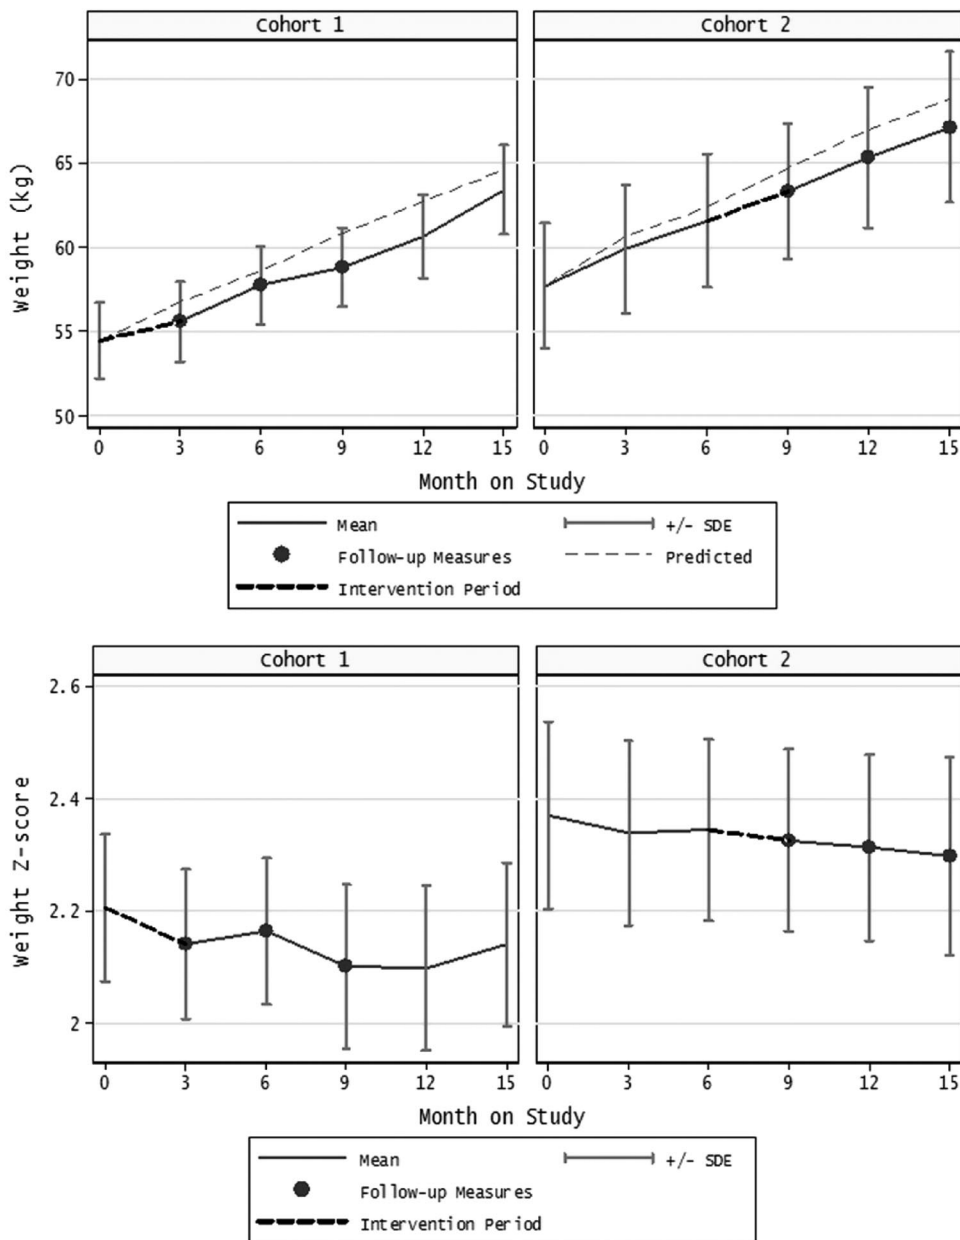 Cohort 1 Cohort 2
70
65
60
55
50
Weight (kg)
0 3 6 9 12 15 0 3 6 9 12 15
Month on Study
Mean +/- SDE
Follow-up Measures Predicted
Intervention Period
Cohort 1 Cohort 2
2.6
2.4
2.2
2
Weight Z-score
0 3 6 9 12 15 0 3 6 9 12 15
Month on Study
Mean +/- SDE
Follow-up Measures
Intervention Period